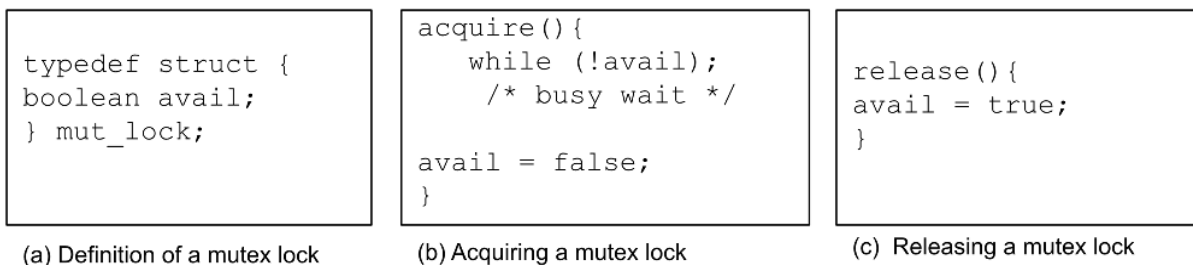 typedef struct {
boolean avail;
} mut_lock;
(a) Definition of a mutex lock
acquire(){
while (!avail);
/* busy wait */
avail = false;
}
(b) Acquiring a mutex lock
release(){
avail = true;
}
(c) Releasing a mutex lock